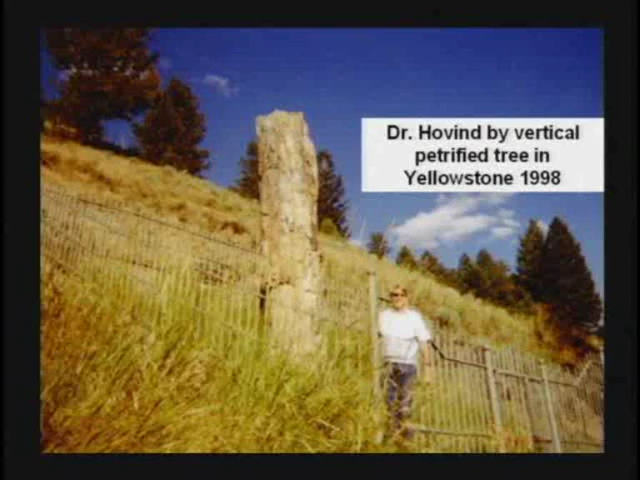 Dr. Hovind by vertical
petrified tree in
Yellowstone 1998